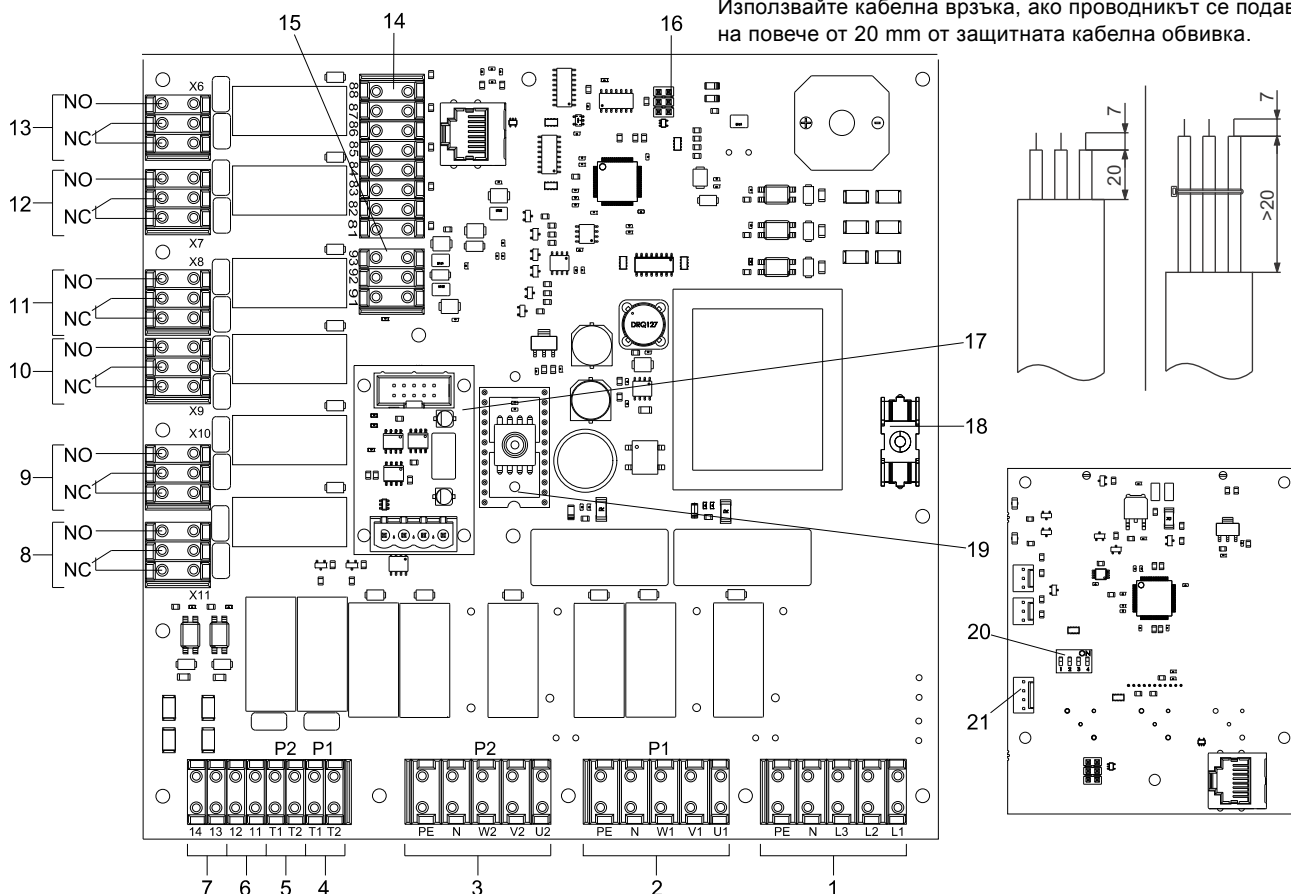 Използвайте кабелна връзка, ако проводникът се подав
на повече от 20 mm от защитната кабелна обвивка.
15
14
16
13
NO
NC
X6
12
NO
NC
X7
X8
11
NO
NC
10
NO
NC
X9
X10
9
NO
NC
8
NO
NC
X11
88
87
86
85
84
83
82
81
93
92
91
DRQ127
17
18
19
7
20
7
>20
20
ON
1 2 3 4
21
P2 P1
P2
P1
14 13 12 11 T1 T2 T1 T2
PE N W2 V2 U2
PE N W1 V1 U1
PE N L3 L2 L1
7 6 5 4
3
2
1